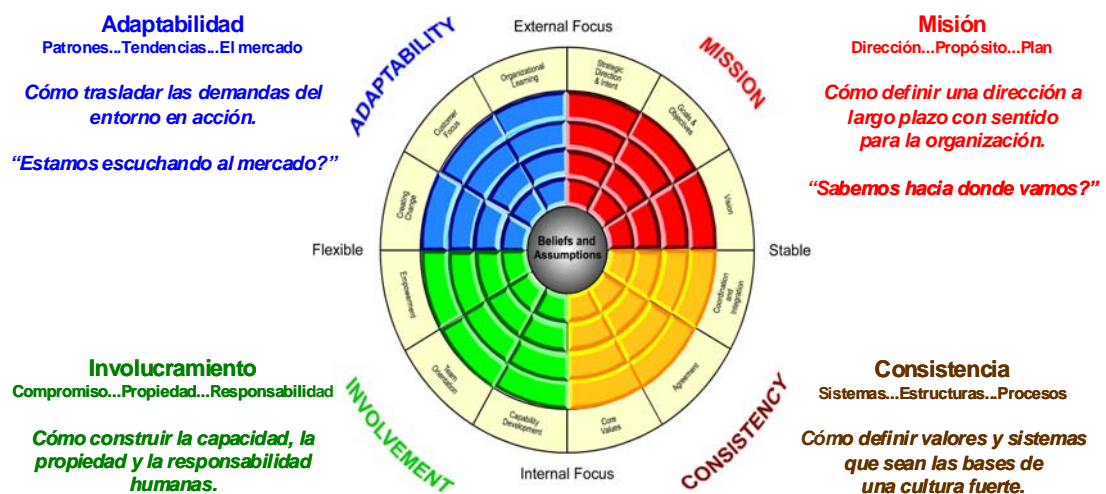 Adaptabilidad
Patrones...Tendencias...El mercado
Cómo trasladar las demandas del
entorno en acción.
“Estamos escuchando al mercado?”
External Focus
ADAPTABILITY
MISSION
Misión
Dirección...Propósito...Plan
Cómo definir una dirección a
largo plazo con sentido
para la organización.
“Sabemos hacia donde vamos?”
Organizational
Learning
Strategic
Direction
& Intent
Customer
Focus
Goals &
Objectives
Creating
Change
Vision
Flexible
Beliefs and
Assumptions
Stable
Empowerment
Coordination
and
Integration
Team
Orientation
Agreement
Capability
Development
Core
Values
INVOLVEMENT
CONSISTENCY
Internal Focus
Involucramiento
Compromiso...Propiedad...Responsabilidad
Cómo construir la capacidad, la
propiedad y la responsabilidad
humanas.
Consistencia
Sistemas...Estructuras...Procesos
Cómo definir valores y sistemas
que sean las bases de
una cultura fuerte.